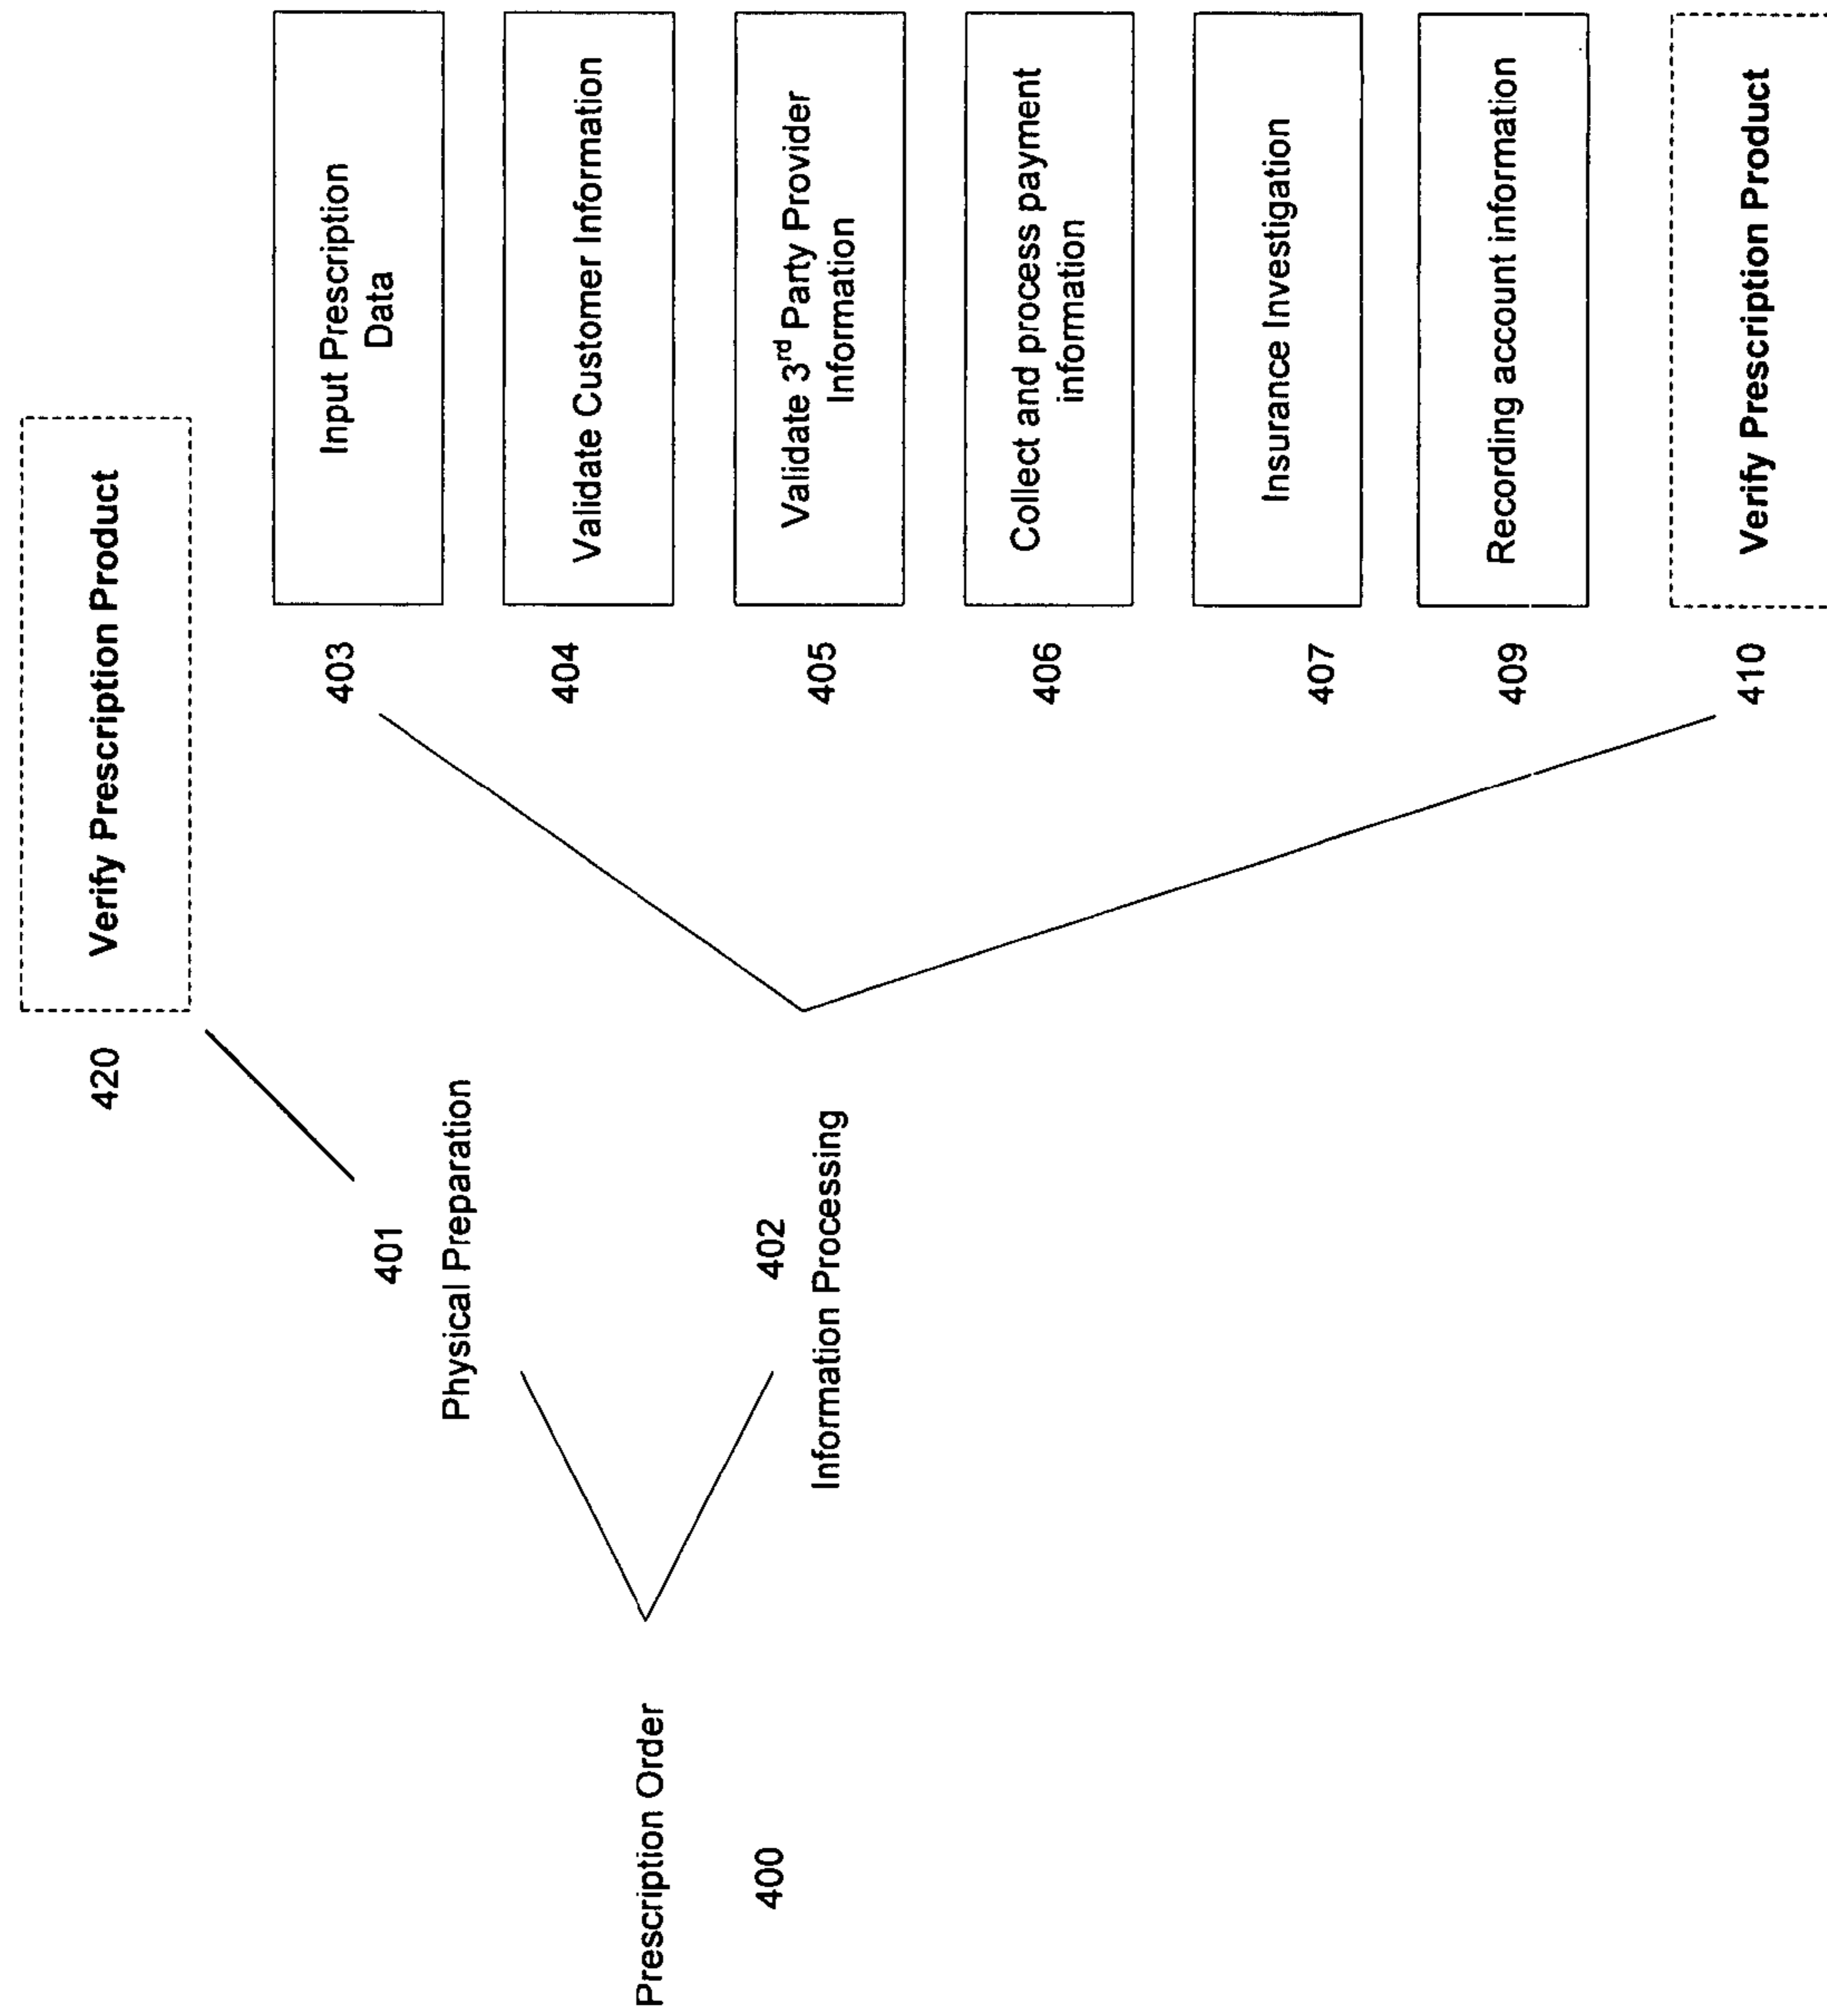 Prescription Order
400
401
Physical Preparation
402
Information Processing
420
Verify Prescription Product
403
Input Prescription
Data
404
Validate Customer Information
405
Validate 3rd Party Provider
Information
406
Collect and process payment
information
407
Insurance Investigation
409
Recording account information
410
Verify Prescription Product